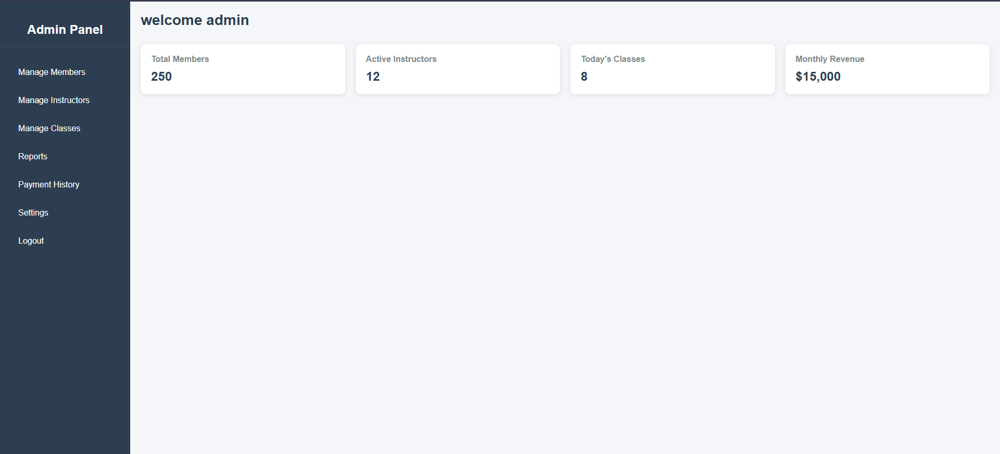 Admin Panel
Manage Members
Manage Instructors
Manage Classes
Reports
Payment History
Settings
Logout
welcome admin
Total Members
250
Active Instructors
12
Today's Classes
8
Monthly Revenue
$15,000